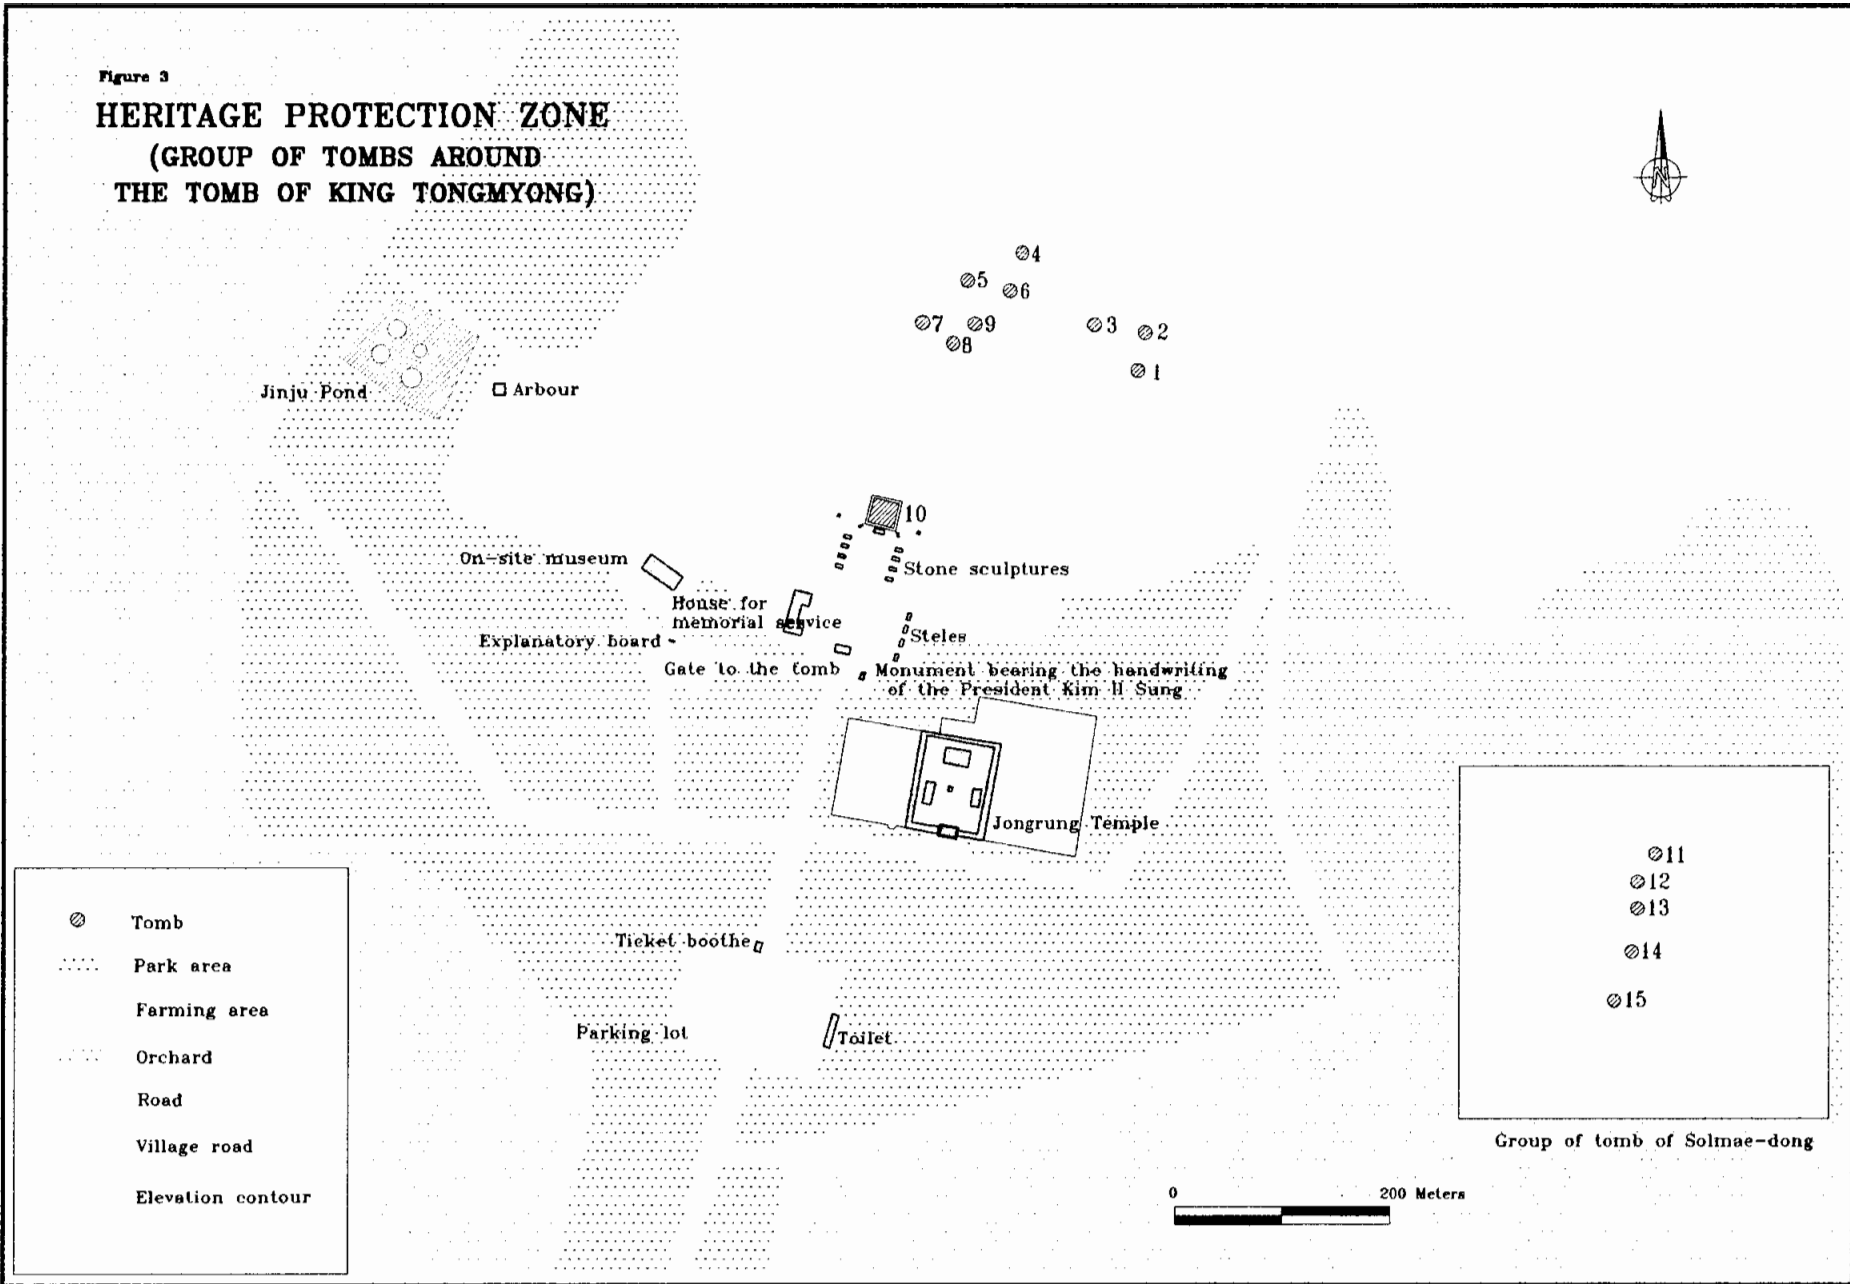 Figure 3
HERITAGE PROTECTION ZONE
(GROUP OF TOMBS AROUND
THE TOMB OF KING TONGMYONG)
N
4
5
6
7
9
3
2
8
1
Jinju Pond
Arbour
10
On-site museum
Stone sculptures
House for
memorial service
Steles
Explanatory board
Gate to the tomb
Monument bearing the handwriting
of the President Kim Il Sung
Jongrung Temple
11
12
13
14
15
Group of tomb of Solmae-dong
Ticket boothe
Parking lot
Toilet
Tomb
Park area
Farming area
Orchard
Road
Village road
Elevation contour
0 200 Meters